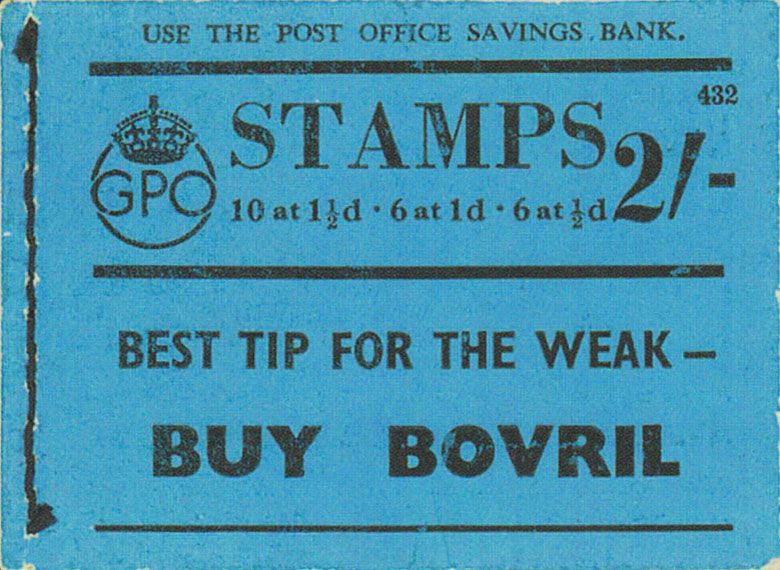 USE THE POST OFFICE SAVINGS BANK.
432
STAMPS 2/-
GPO
10 at 1½d · 6 at 1d · 6 at ½d
BEST TIP FOR THE WEAK —
BUY BOVRIL